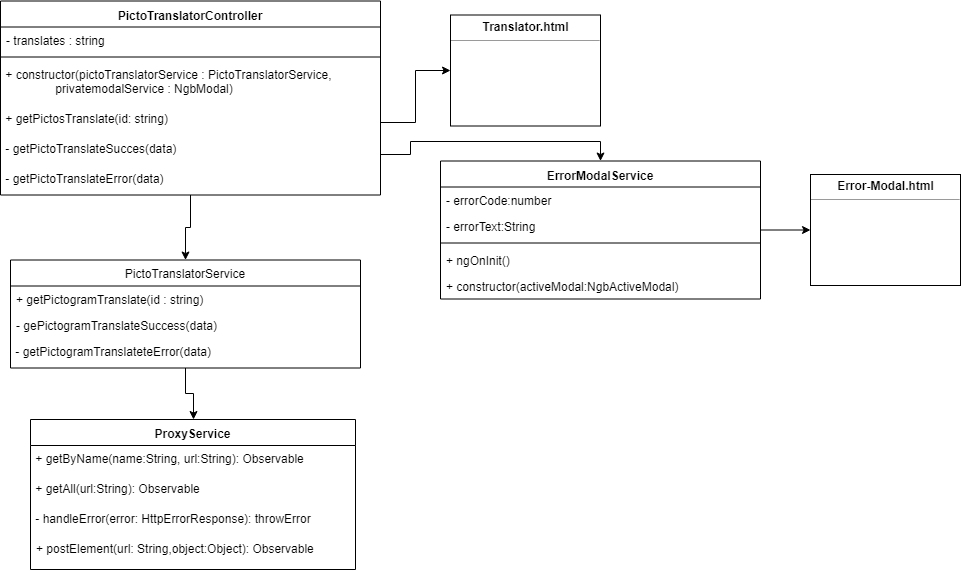 PictoTranslatorController
- translates : string
+ constructor(pictoTranslatorService : PictoTranslatorService,
privatemodalService : NgbModal)
+ getPictosTranslate(id: string)
- getPictoTranslateSucces(data)
- getPictoTranslateError(data)
Translator.html
ErrorModalService
- errorCode:number
- errorText:String
+ ngOnInit()
+ constructor(activeModal:NgbActiveModal)
Error-Modal.html
PictoTranslatorService
+ getPictogramTranslate(id : string)
- gePictogramTranslateSuccess(data)
- getPictogramTranslateteError(data)
ProxyService
+ getByName(name:String, url:String): Observable
+ getAll(url:String): Observable
- handleError(error: HttpErrorResponse): throwError
+ postElement(url: String,object:Object): Observable